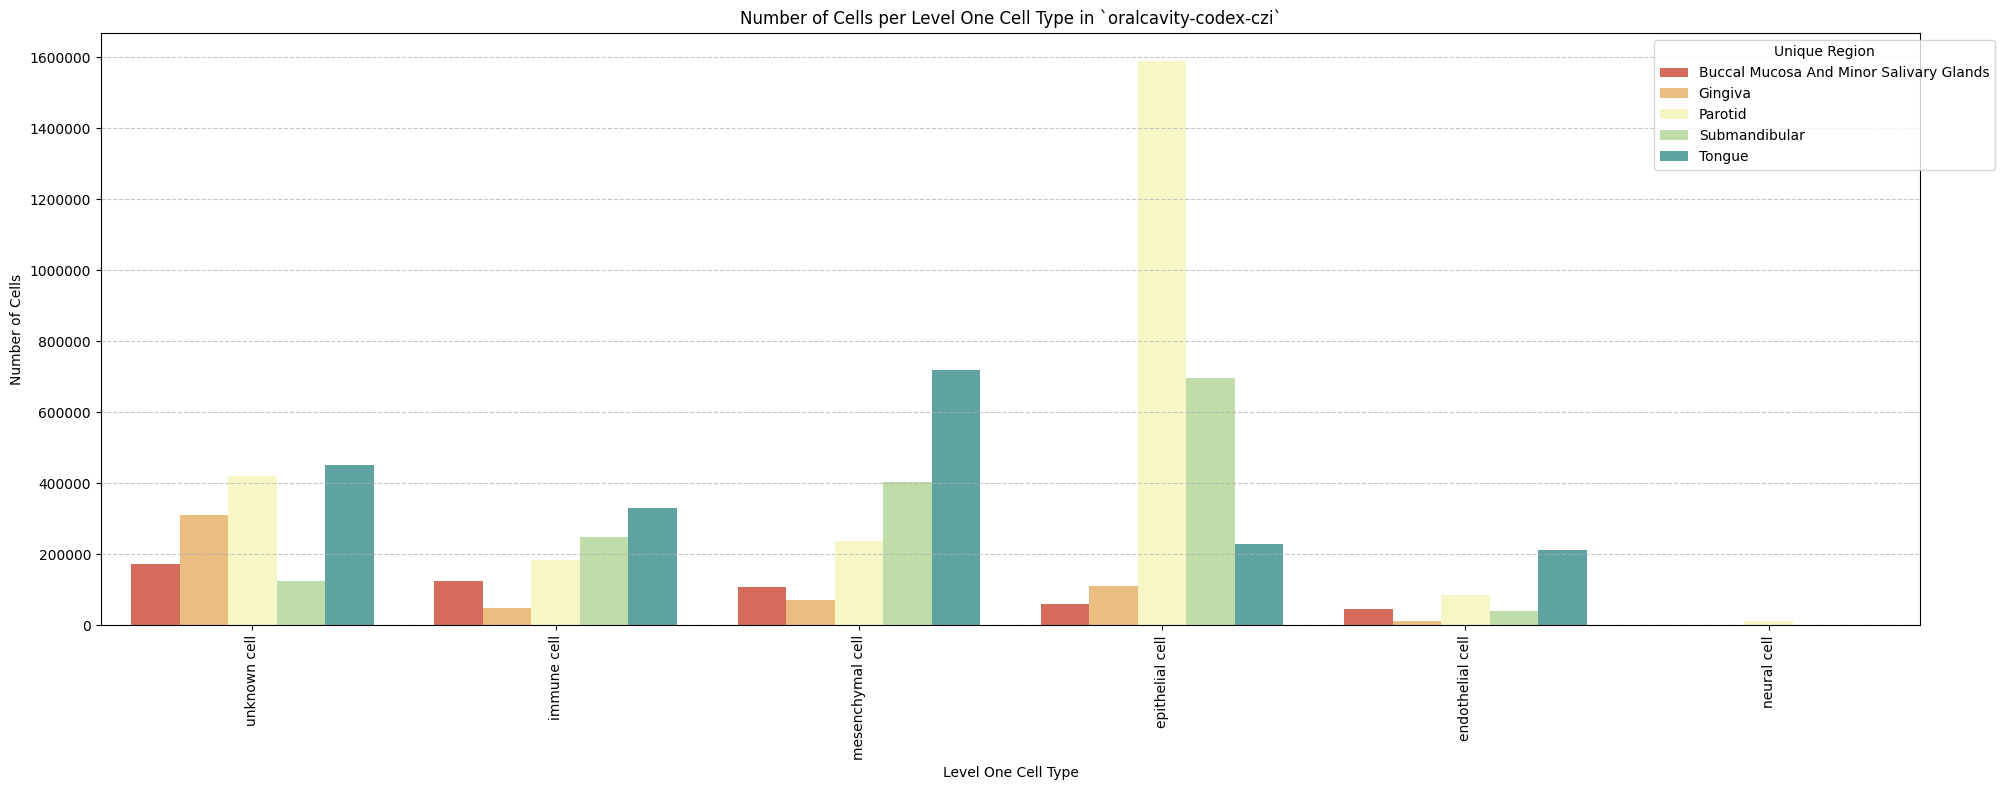 Number of Cells per Level One Cell Type in `oralcavity-codex-czi`
Unique Region
Buccal Mucosa And Minor Salivary Glands
Gingiva
Parotid
Submandibular
Tongue
Number of Cells
1600000
1400000
1200000
1000000
800000
600000
400000
200000
0
unknown cell
immune cell
mesenchymal cell
epithelial cell
endothelial cell
neural cell
Level One Cell Type